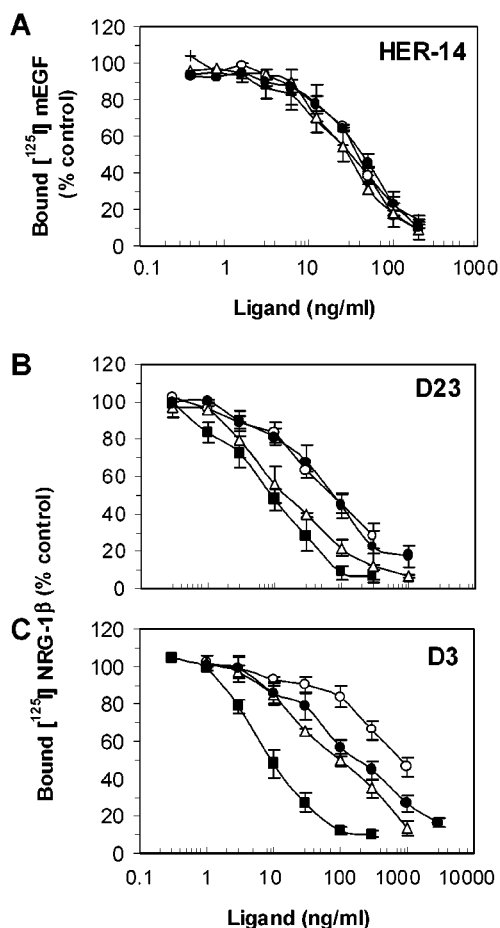 A
HER-14
Bound [¹²⁵I] mEGF
(% control)
120
100
80
60
40
20
0
0.1
1
10
100
1000
Ligand (ng/ml)
B
D23
120
100
80
60
40
20
0
Bound [¹²⁵I] NRG-1β (% control)
C
D3
120
100
80
60
40
20
0
0.1
1
10
100
1000
10000
Ligand (ng/ml)